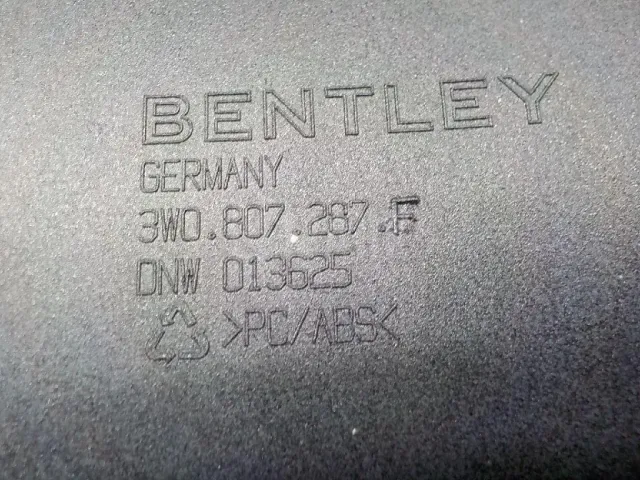 BENTLEY
GERMANY
3W0.807.287.F
DNW 013625
>PC/ABS<